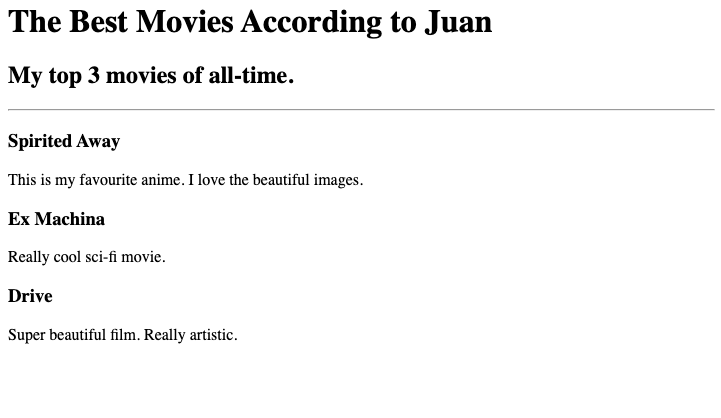 The Best Movies According to Juan
My top 3 movies of all-time.
Spirited Away
This is my favourite anime. I love the beautiful images.
Ex Machina
Really cool sci-fi movie.
Drive
Super beautiful film. Really artistic.